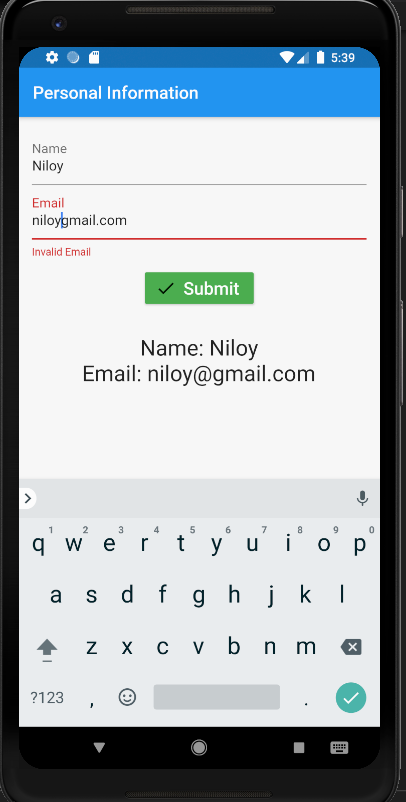 5:39
Personal Information
Name
Niloy
Email
niloygmail.com
Invalid Email
Submit
Name: Niloy
Email: niloy@gmail.com
1 2 3 4 5 6 7 8 9 0
q w e r t y u i o p
a s d f g h j k l
z x c v b n m
?123 , .